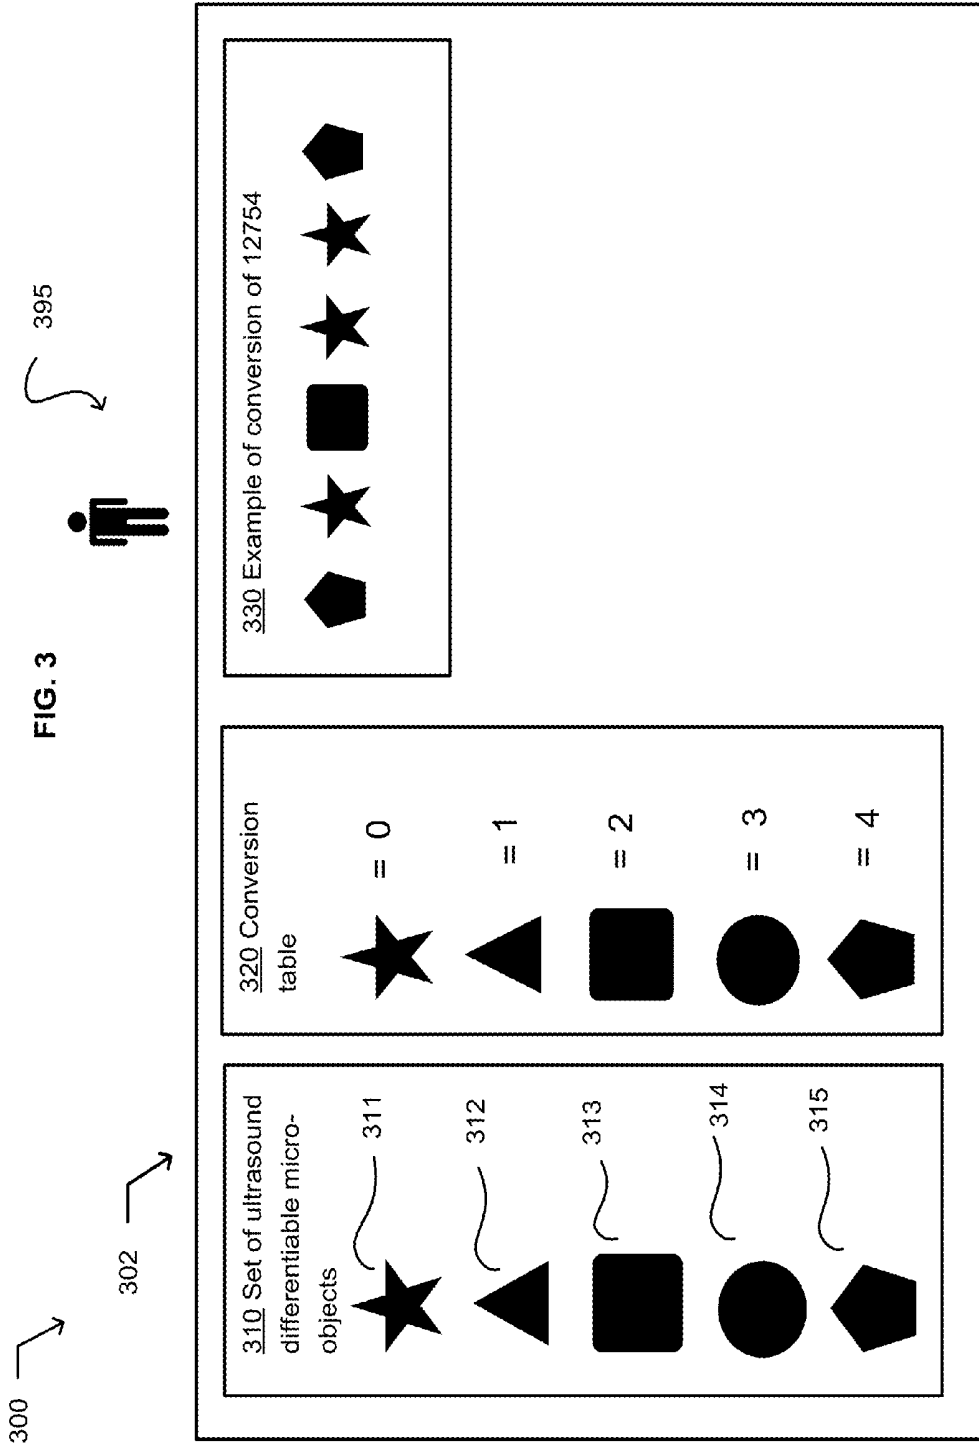 FIG. 3
300
302
395
310 Set of ultrasound
differentiable micro-
objects
311
312
313
314
315
320 Conversion
table
= 0
= 1
= 2
= 3
= 4
330 Example of conversion of 12754